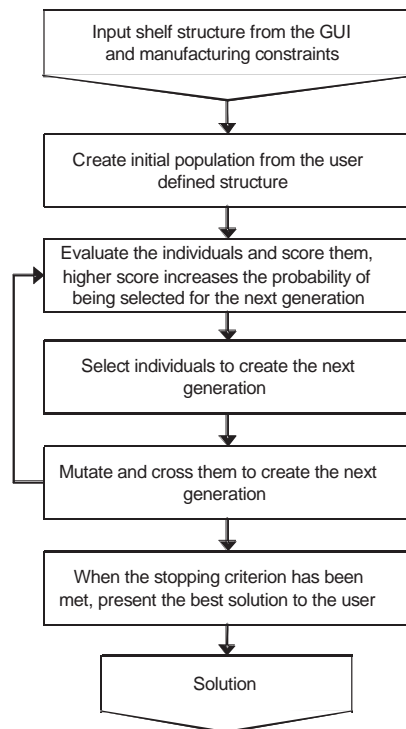 Input shelf structure from the GUI
and manufacturing constraints
Create initial population from the user
defined structure
Evaluate the individuals and score them,
higher score increases the probability of
being selected for the next generation
Select individuals to create the next
generation
Mutate and cross them to create the next
generation
When the stopping criterion has been
met, present the best solution to the user
Solution